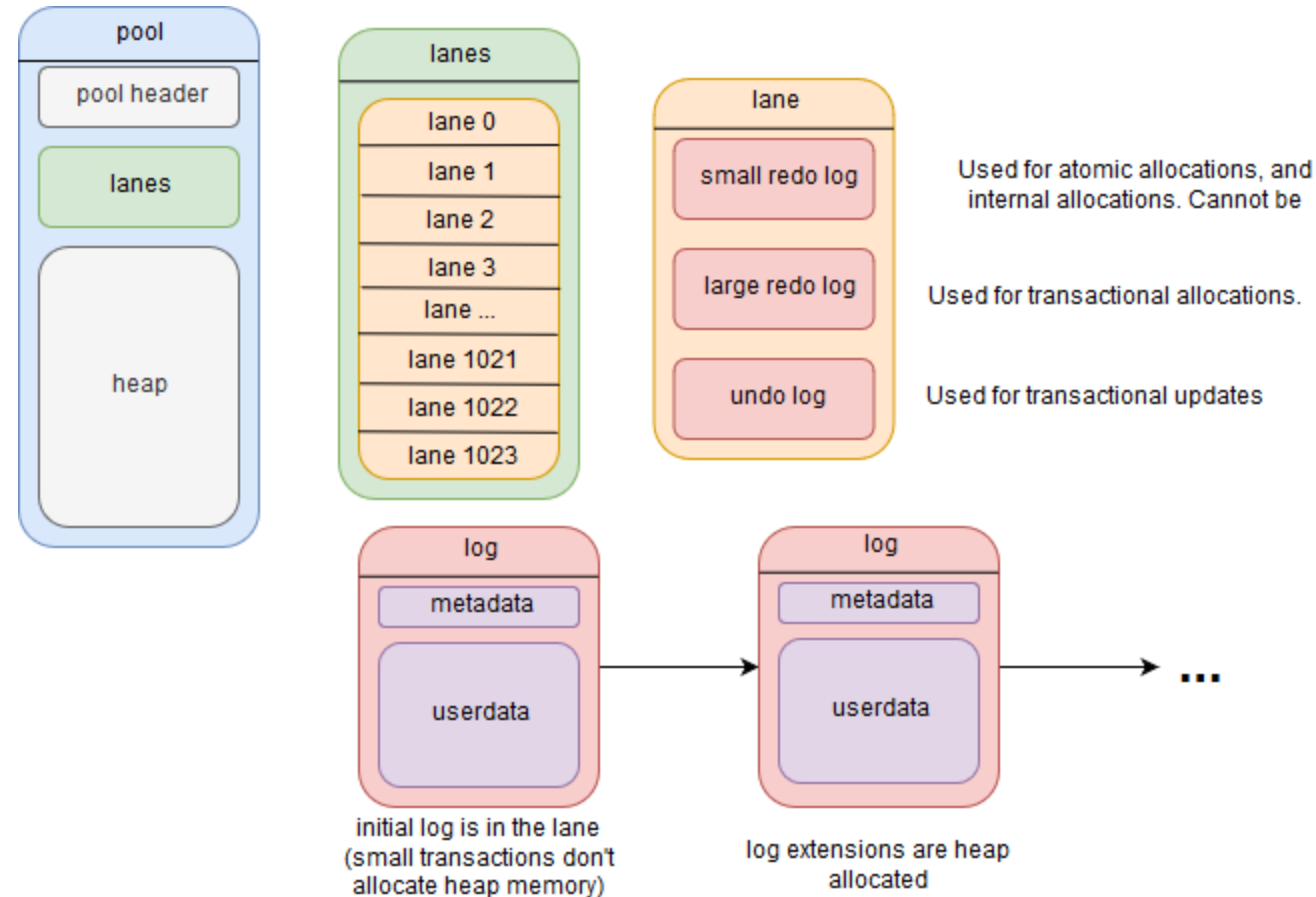 pool
pool header
lanes
heap
lanes
lane 0
lane 1
lane 2
lane 3
lane ...
lane 1021
lane 1022
lane 1023
lane
small redo log
large redo log
undo log
Used for atomic allocations, and
internal allocations. Cannot be
Used for transactional allocations.
Used for transactional updates
log
metadata
userdata
initial log is in the lane
(small transactions don't
allocate heap memory)
log
metadata
userdata
log extensions are heap
allocated
...